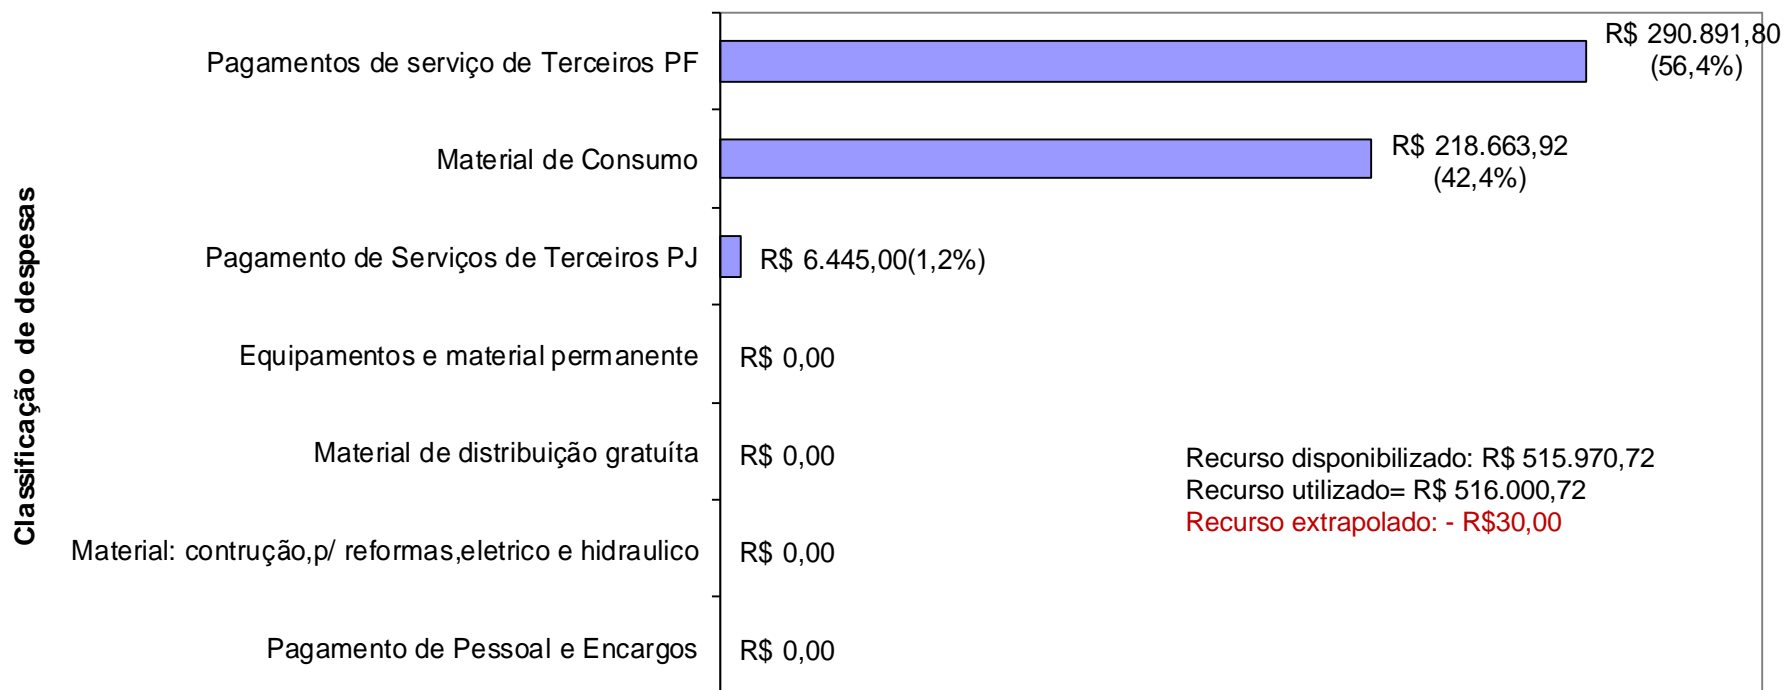 Classificação de despesas
Pagamentos de serviço de Terceiros PF
R$ 290.891,80
(56,4%)
Material de Consumo
R$ 218.663,92
(42,4%)
Pagamento de Serviços de Terceiros PJ
R$ 6.445,00(1,2%)
Equipamentos e material permanente
R$ 0,00
Material de distribuição gratuíta
R$ 0,00
Material: contrução,p/ reformas,eletrico e hidraulico
R$ 0,00
Pagamento de Pessoal e Encargos
R$ 0,00
Recurso disponibilizado: R$ 515.970,72
Recurso utilizado= R$ 516.000,72
Recurso extrapolado: - R$30,00